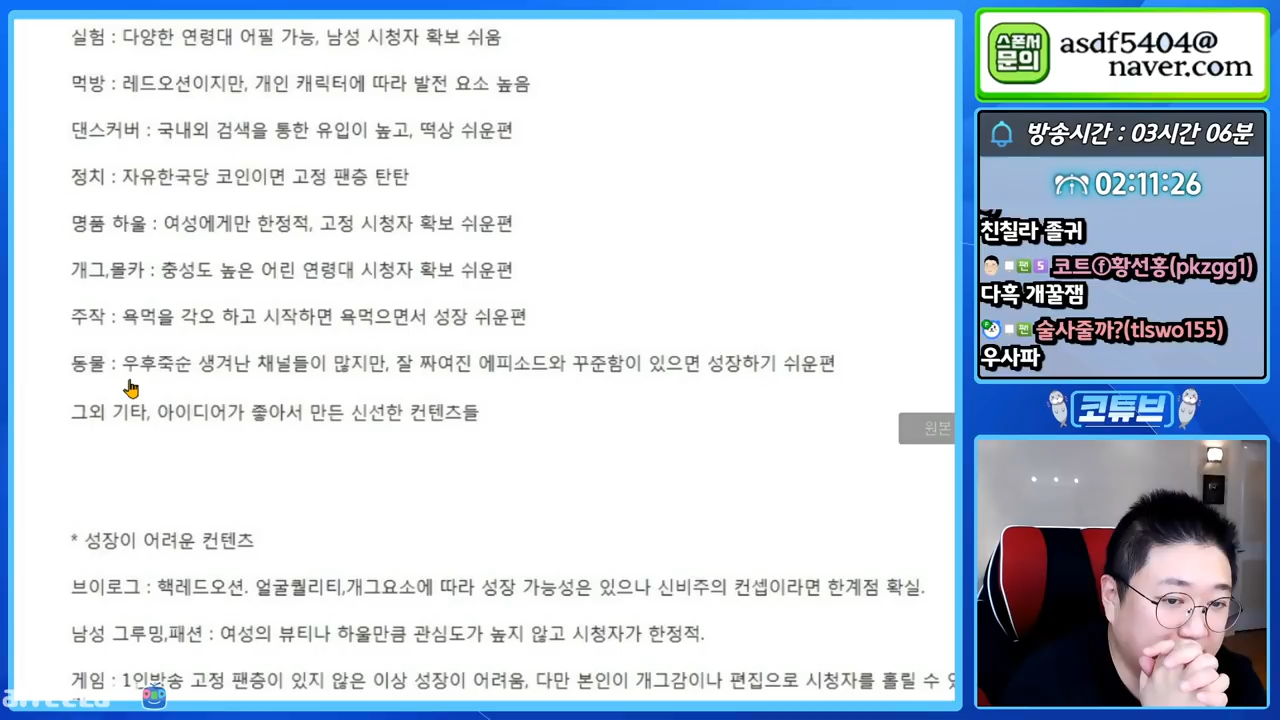 실험 : 다양한 연령대 어필 가능, 남성 시청자 확보 쉬움
먹방 : 레드오션이지만, 개인 캐릭터에 따라 발전 요소 높음
댄스커버 : 국내외 검색을 통한 유입이 높고, 떡상 쉬운편
정치 : 자유한국당 코인이면 고정 팬층 탄탄
명품 하울 : 여성에게만 한정적, 고정 시청자 확보 쉬운편
개그,몰카 : 충성도 높은 어린 연령대 시청자 확보 쉬운편
주작 : 욕먹을 각오 하고 시작하면 욕먹으면서 성장 쉬운편
동물 : 우후죽순 생겨난 채널들이 많지만, 잘 짜여진 에피소드와 꾸준함이 있으면 성장하기 쉬운편
그외 기타, 아이디어가 좋아서 만든 신선한 컨텐츠들
원본
* 성장이 어려운 컨텐츠
브이로그 : 핵레드오션. 얼굴퀄리티,개그요소에 따라 성장 가능성은 있으나 신비주의 컨셉이라면 한계점 확실.
남성 그루밍,패션 : 여성의 뷰티나 하울만큼 관심도가 높지 않고 시청자가 한정적.
게임 : 1인방송 고정 팬층이 있지 않은 이상 성장이 어려움, 다만 본인이 개그감이나 편집으로 시청자를 홀릴 수
스폰서
문의
asdf5404@
naver.com
방송시간 : 03시간 06분
02:11:26
친칠라 졸귀
팬 S 코트ⓕ황선홍(pkzgg1)
다흑 개꿀잼
팬 술사줄까?(tlswo155)
우사파
코튜브